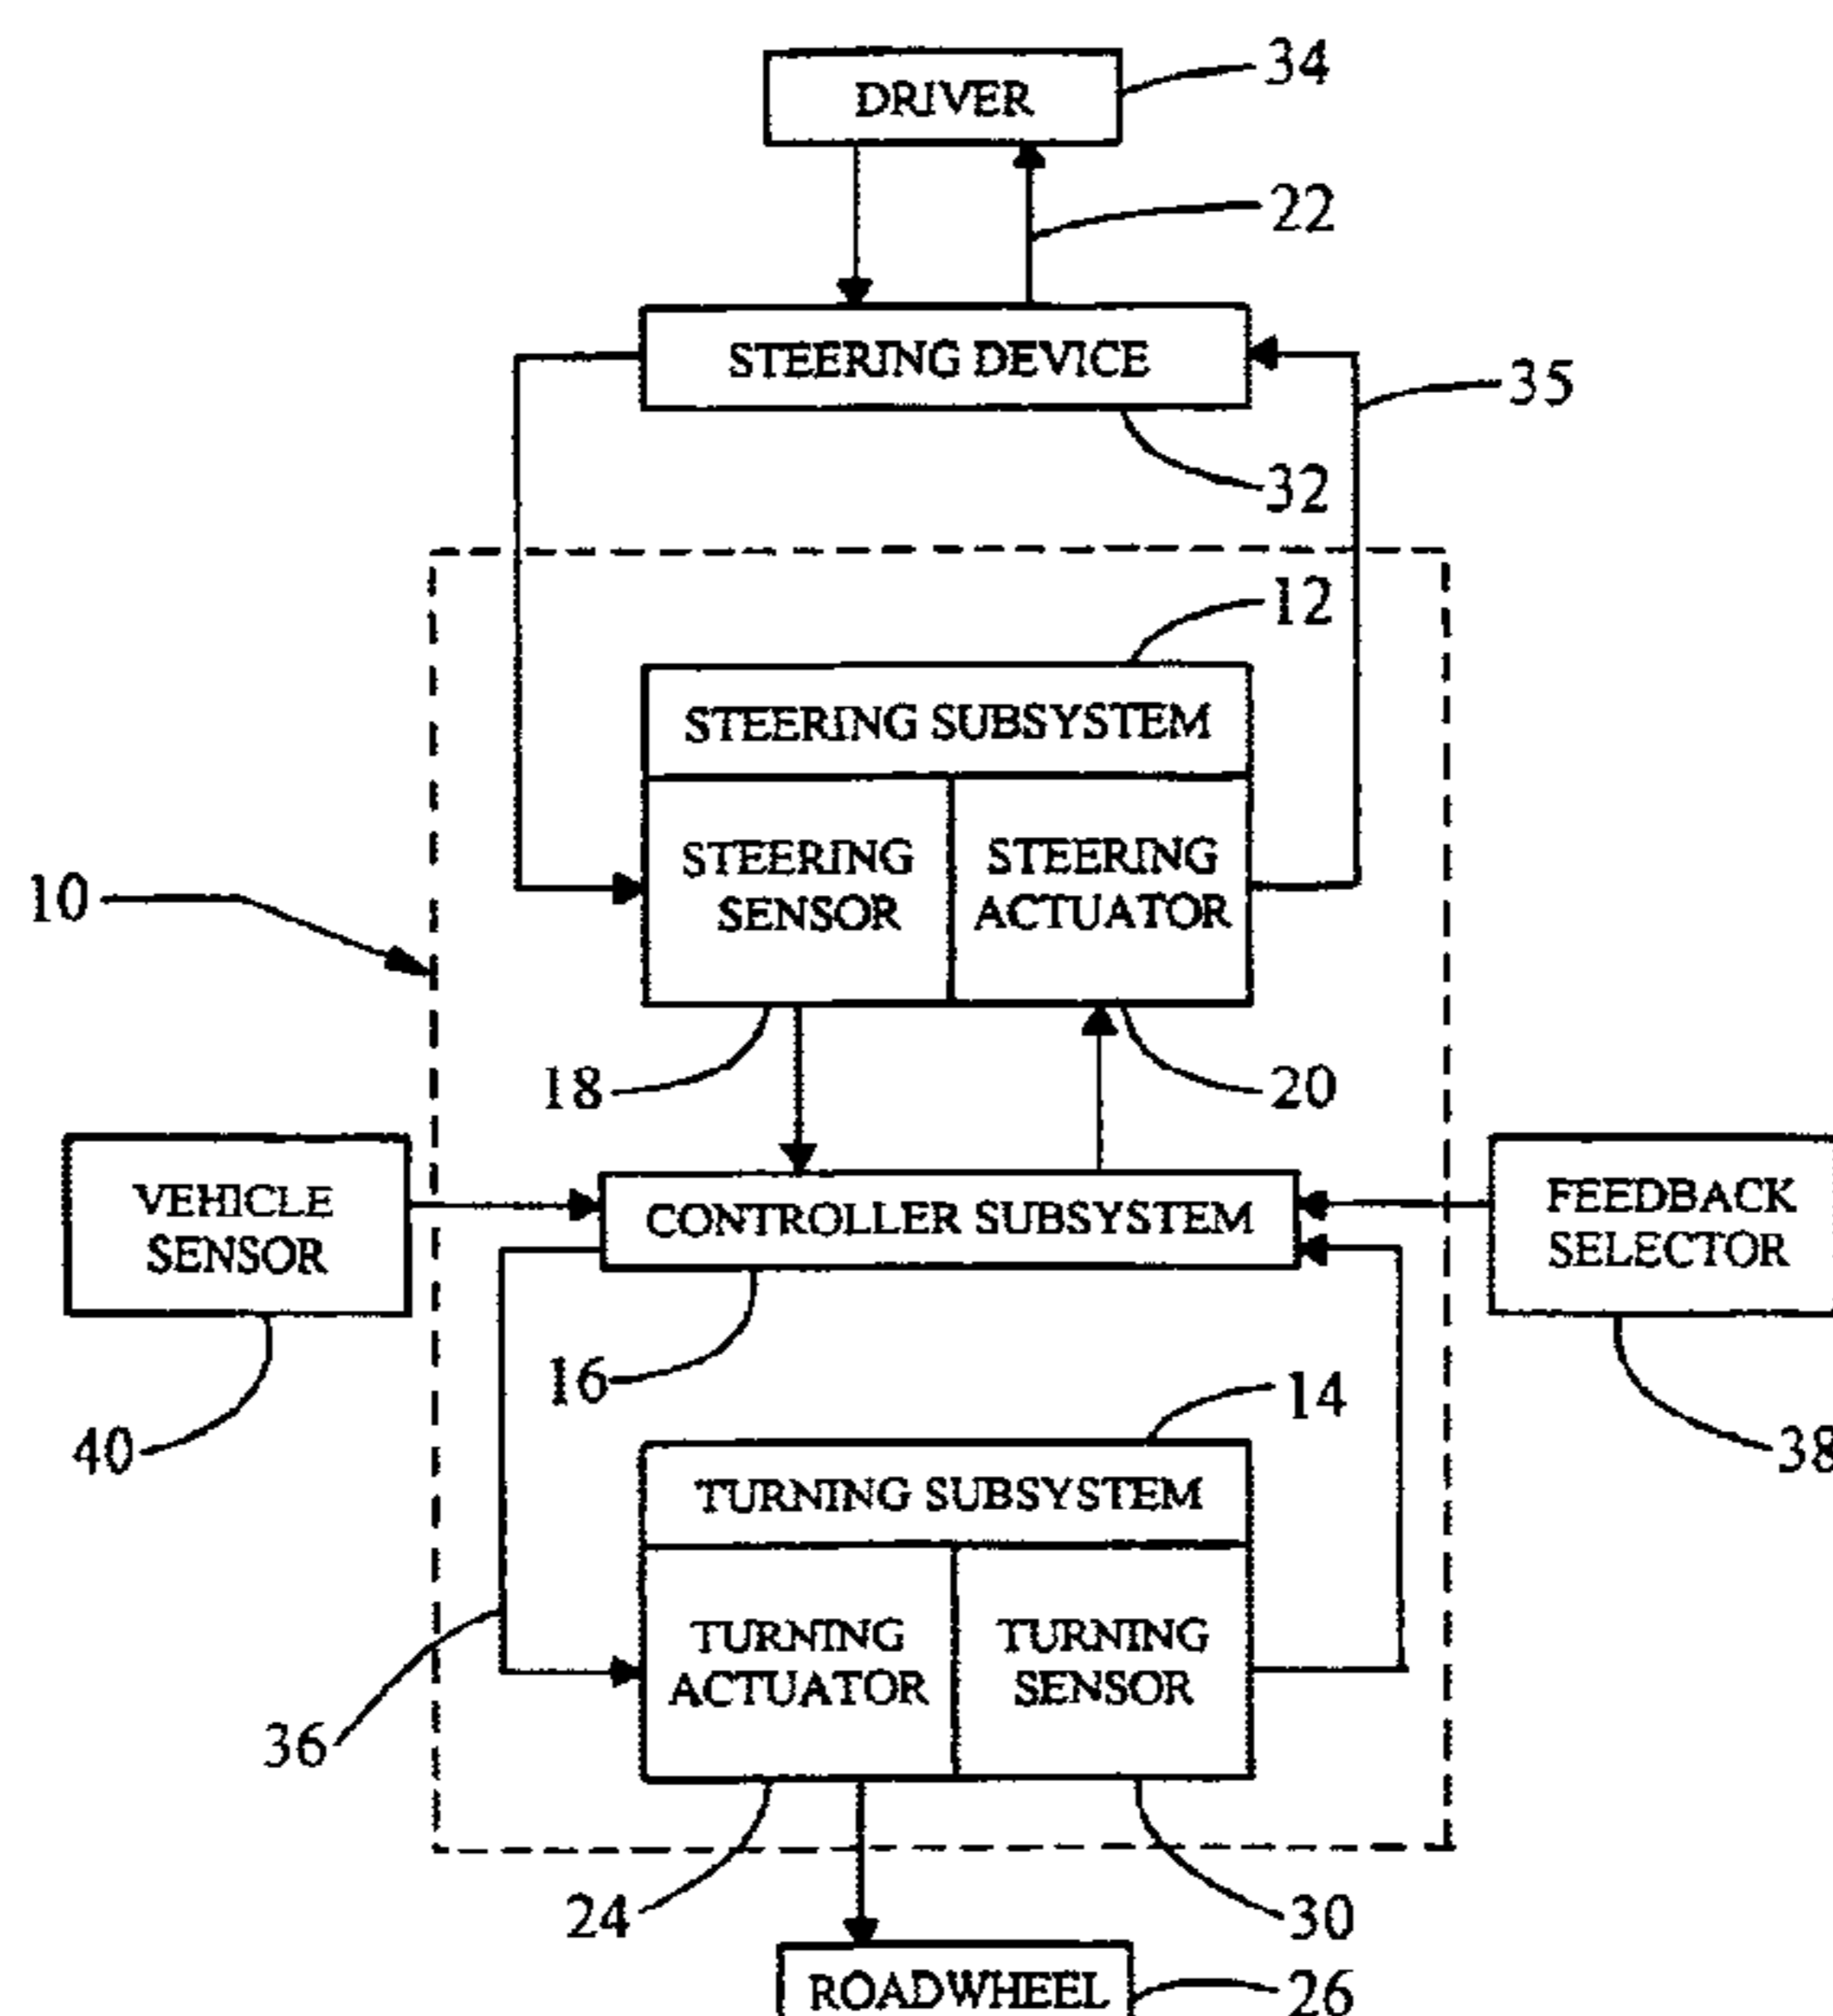 DRIVER
34
22
STEERING DEVICE
35
32
12
STEERING SUBSYSTEM
STEERING
SENSOR
STEERING
ACTUATOR
10
18
20
VEHICLE
SENSOR
CONTROLLER SUBSYSTEM
FEEDBACK
SELECTOR
16
14
40
38
TURNING SUBSYSTEM
TURNING
ACTUATOR
TURNING
SENSOR
36
24
30
ROADWHEEL
26